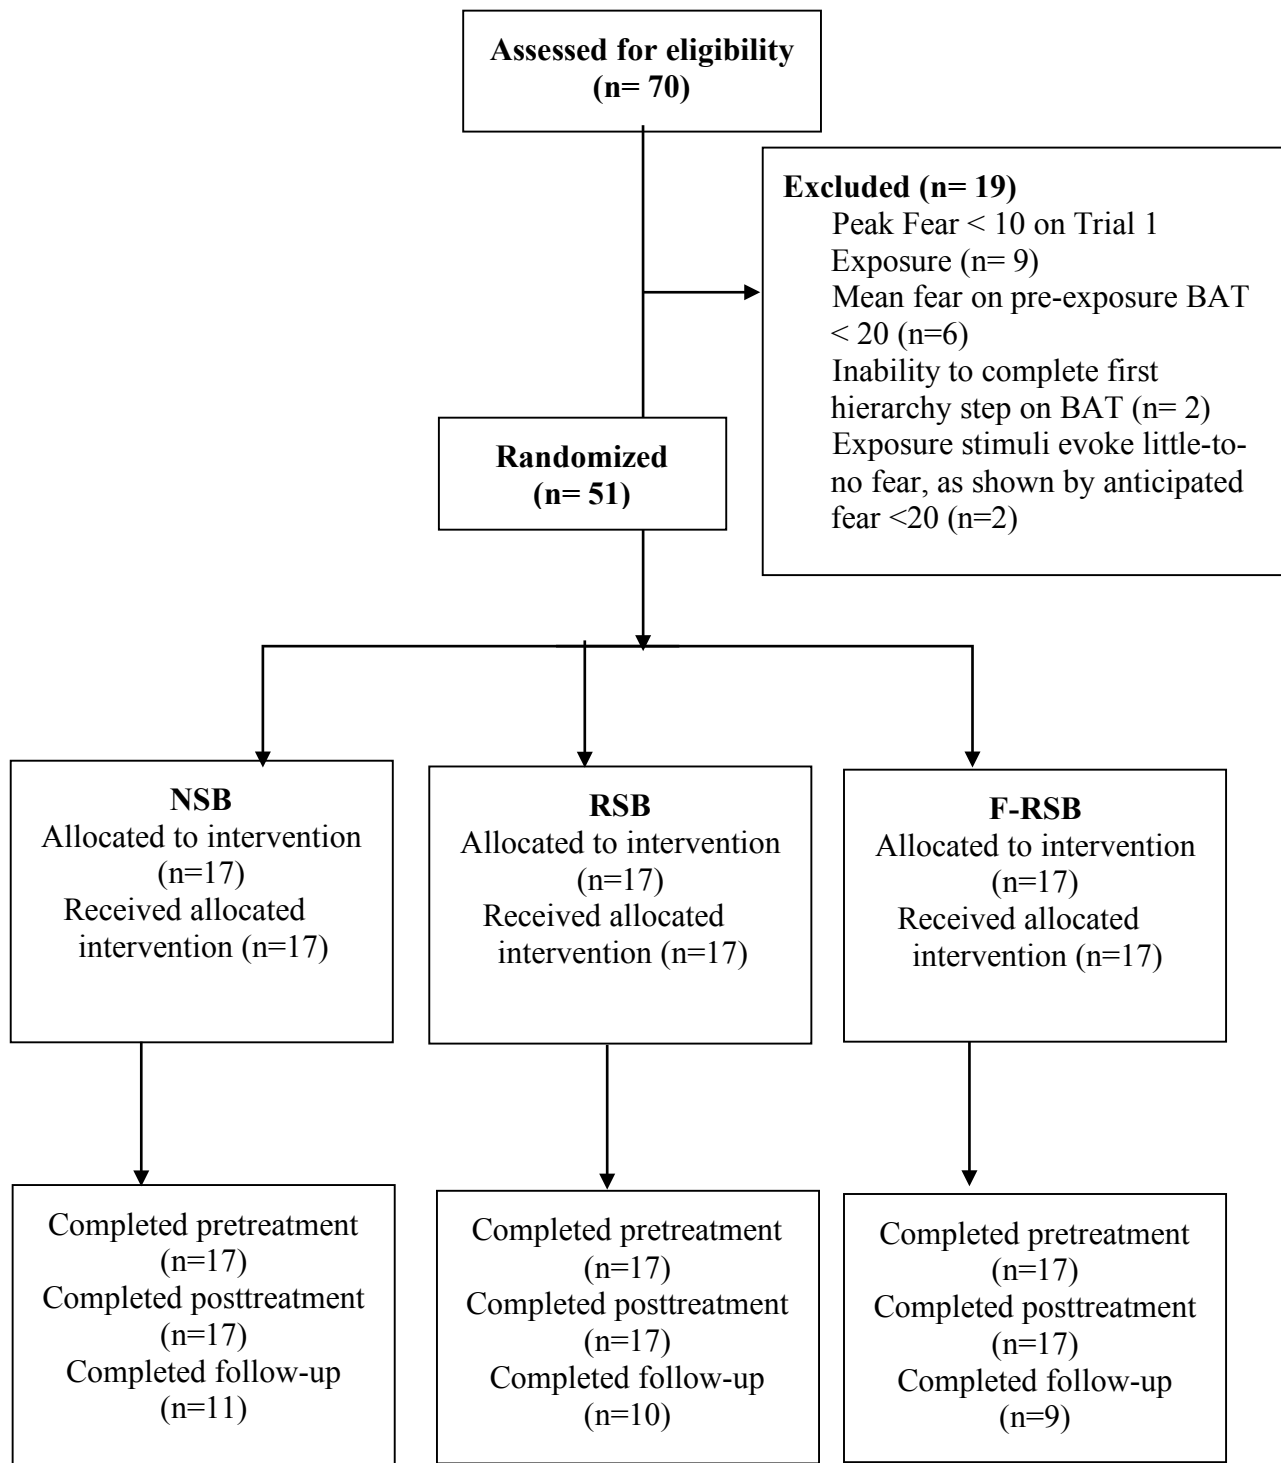 Assessed for eligibility
(n= 70)
Excluded (n= 19)
Peak Fear < 10 on Trial 1
Exposure (n= 9)
Mean fear on pre-exposure BAT
< 20 (n=6)
Inability to complete first
hierarchy step on BAT (n= 2)
Exposure stimuli evoke little-to-
no fear, as shown by anticipated
fear <20 (n=2)
Randomized
(n= 51)
NSB
Allocated to intervention
(n=17)
Received allocated
intervention (n=17)
RSB
Allocated to intervention
(n=17)
Received allocated
intervention (n=17)
F-RSB
Allocated to intervention
(n=17)
Received allocated
intervention (n=17)
Completed pretreatment
(n=17)
Completed posttreatment
(n=17)
Completed follow-up
(n=11)
Completed pretreatment
(n=17)
Completed posttreatment
(n=17)
Completed follow-up
(n=10)
Completed pretreatment
(n=17)
Completed posttreatment
(n=17)
Completed follow-up
(n=9)